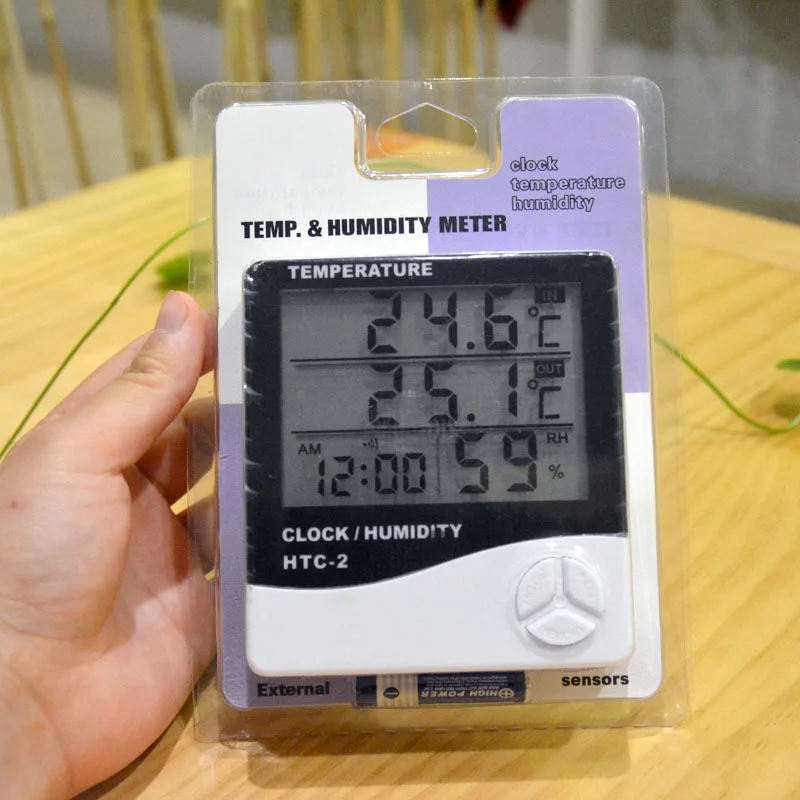 clock
temperature
humidity
TEMP. & HUMIDITY METER
TEMPERATURE
IN
24.6°C
OUT
25.1°C
AM
12:00
RH
59%
CLOCK / HUMIDITY
HTC-2
External
HIGH POWER
sensors